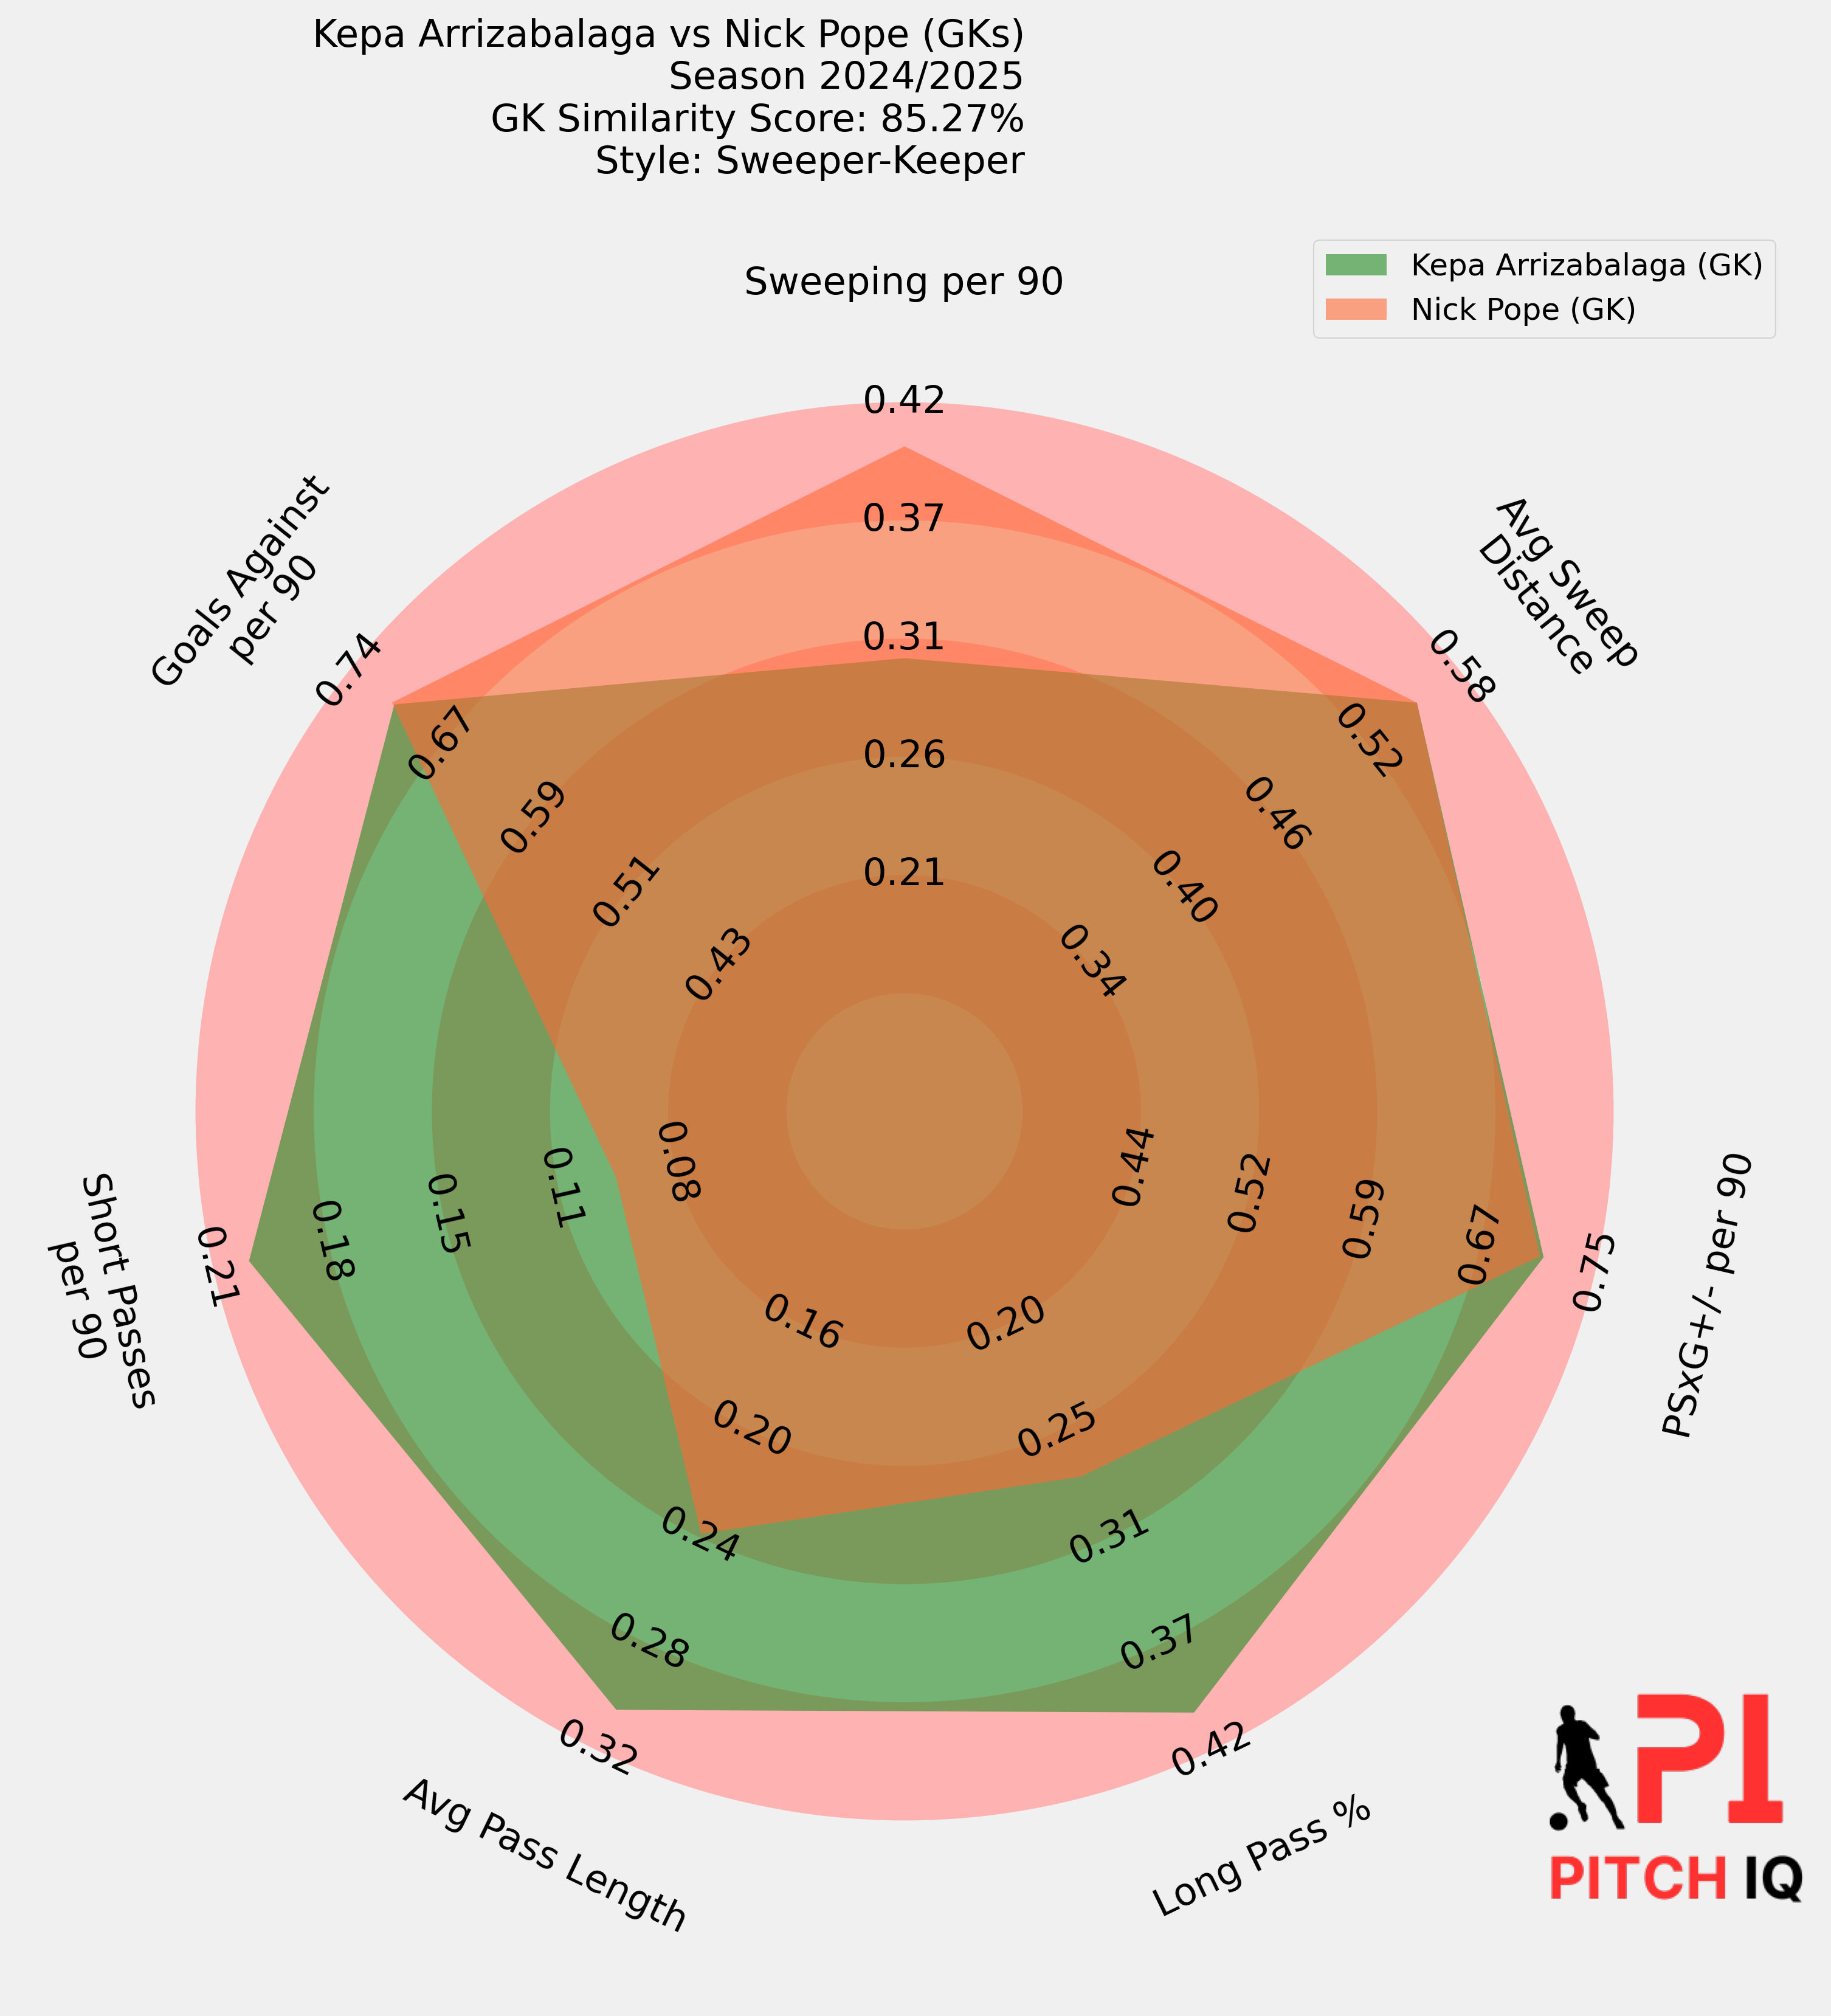 Kepa Arrizabalaga vs Nick Pope (GKs)
Season 2024/2025
GK Similarity Score: 85.27%
Style: Sweeper-Keeper
Kepa Arrizabalaga (GK)
Nick Pope (GK)
Sweeping per 90
0.42
0.37
0.31
0.26
0.21
Avg Sweep
Distance
0.58
0.52
0.46
0.40
0.34
PSxG+/- per 90
0.44
0.52
0.59
0.67
0.75
Long Pass %
0.20
0.25
0.31
0.37
0.42
Avg Pass Length
0.16
0.20
0.24
0.28
0.32
Short Passes
per 90
0.08
0.11
0.15
0.18
0.21
Goals Against
per 90
0.74
0.67
0.59
0.51
0.43
PI
PITCH IQ